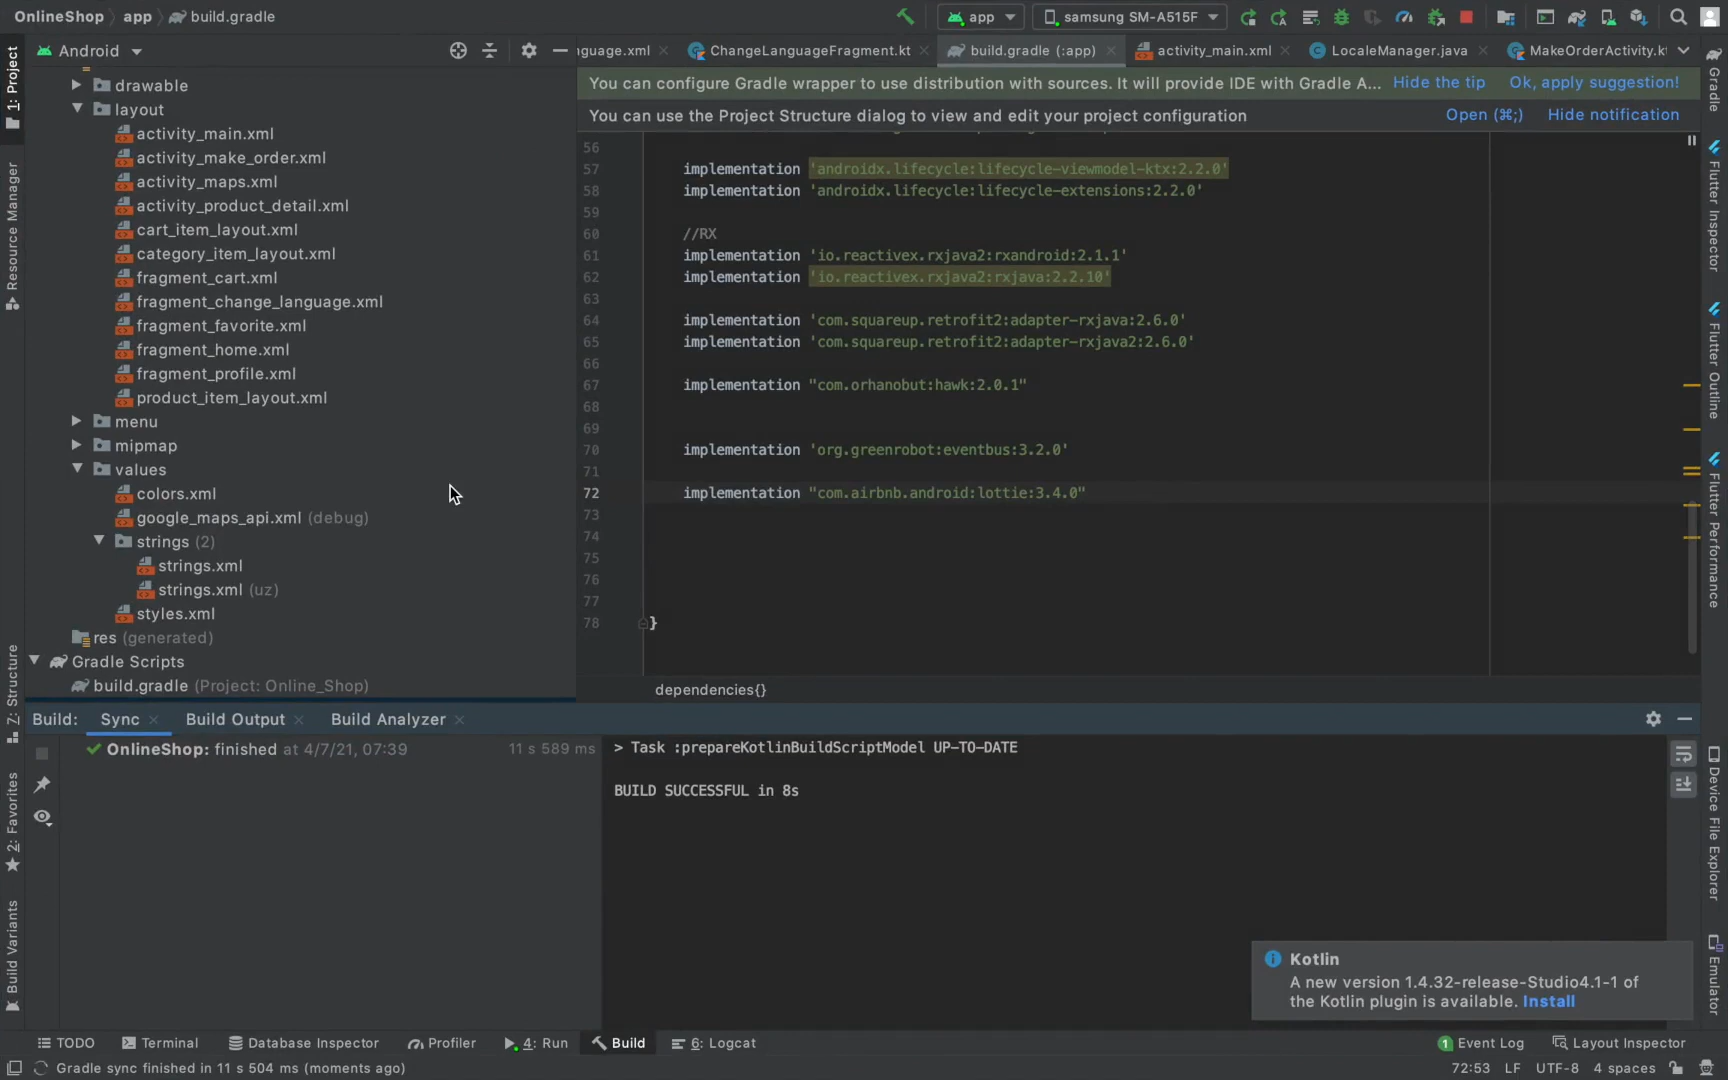 OnlineShop app build.gradle app samsung SM-A515F
Android
nguage.xml ChangeLanguageFragment.kt build.gradle (:app) activity_main.xml LocaleManager.java MakeOrderActivity.kt
You can configure Gradle wrapper to use distribution with sources. It will provide IDE with Gradle A... Hide the tip Ok, apply suggestion!
You can use the Project Structure dialog to view and edit your project configuration Open (⌘;) Hide notification
1: Project
Resource Manager
Z: Structure
2: Favorites
Build Variants
drawable
layout
activity_main.xml
activity_make_order.xml
activity_maps.xml
activity_product_detail.xml
cart_item_layout.xml
category_item_layout.xml
fragment_cart.xml
fragment_change_language.xml
fragment_favorite.xml
fragment_home.xml
fragment_profile.xml
product_item_layout.xml
menu
mipmap
values
colors.xml
google_maps_api.xml (debug)
strings (2)
strings.xml
strings.xml (uz)
styles.xml
res (generated)
Gradle Scripts
build.gradle (Project: Online_Shop)
56
57 implementation 'androidx.lifecycle:lifecycle-viewmodel-ktx:2.2.0'
58 implementation 'androidx.lifecycle:lifecycle-extensions:2.2.0'
59
60 //RX
61 implementation 'io.reactivex.rxjava2:rxandroid:2.1.1'
62 implementation 'io.reactivex.rxjava2:rxjava:2.2.10'
63
64 implementation 'com.squareup.retrofit2:adapter-rxjava:2.6.0'
65 implementation 'com.squareup.retrofit2:adapter-rxjava2:2.6.0'
66
67 implementation "com.orhanobut:hawk:2.0.1"
68
69
70 implementation 'org.greenrobot:eventbus:3.2.0'
71
72 implementation "com.airbnb.android:lottie:3.4.0"
73
74
75
76
77
78 }
dependencies{}
Gradle
Flutter Inspector
Flutter Outline
Flutter Performance
Device File Explorer
Emulator
Build: Sync Build Output Build Analyzer
OnlineShop: finished at 4/7/21, 07:39 11 s 589 ms
> Task :prepareKotlinBuildScriptModel UP-TO-DATE
BUILD SUCCESSFUL in 8s
Kotlin
A new version 1.4.32-release-Studio4.1-1 of
the Kotlin plugin is available. Install
TODO Terminal Database Inspector Profiler 4: Run Build 6: Logcat 1 Event Log Layout Inspector
Gradle sync finished in 11 s 504 ms (moments ago) 72:53 LF UTF-8 4 spaces